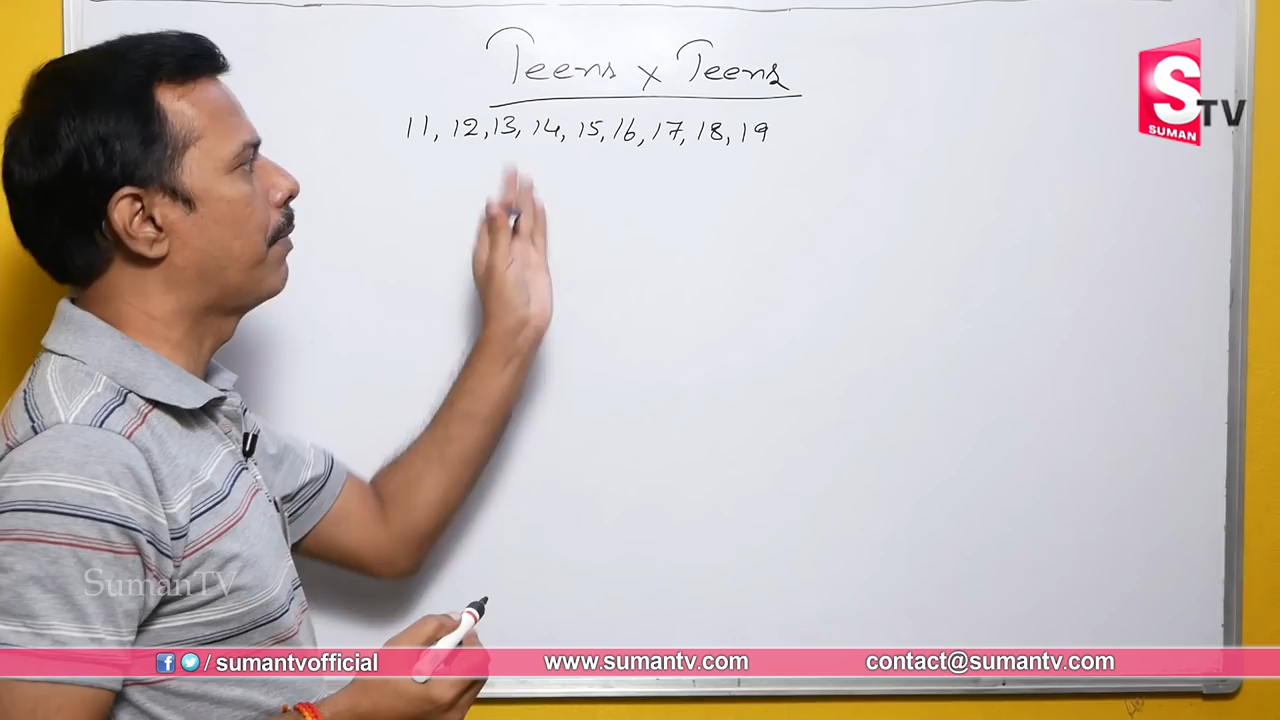 Teens x Teens
11, 12, 13, 14, 15, 16, 17, 18, 19
S TV
SUMAN
SumanTV
f / sumantvofficial
www.sumantv.com
contact@sumantv.com